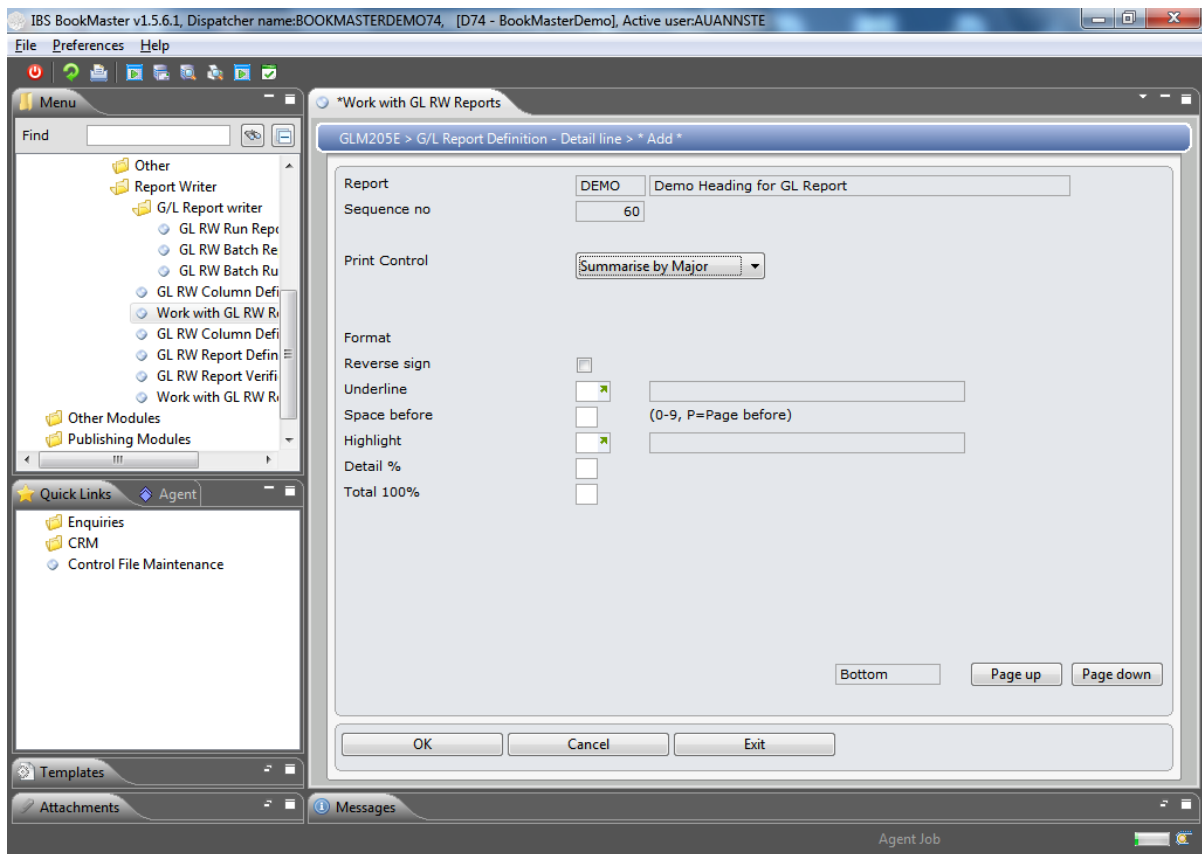 IBS BookMaster v1.5.6.1, Dispatcher name:BOOKMASTERDEMO74,   [D74 - BookMasterDemo], Active user:AUANNSTE
File Preferences Help
Menu
Find
Other
Report Writer
G/L Report writer
GL RW Run Repo
GL RW Batch Re
GL RW Batch Ru
GL RW Column Defi
Work with GL RW R
GL RW Column Defi
GL RW Report Defin
GL RW Report Verifi
Work with GL RW R
Other Modules
Publishing Modules
Quick Links Agent
Enquiries
CRM
Control File Maintenance
Templates
Attachments
*Work with GL RW Reports
GLM205E > G/L Report Definition - Detail line > * Add *
Report DEMO Demo Heading for GL Report
Sequence no 60
Print Control Summarise by Major
Format
Reverse sign
Underline
Space before (0-9, P=Page before)
Highlight
Detail %
Total 100%
Bottom Page up Page down
OK Cancel Exit
Messages
Agent Job